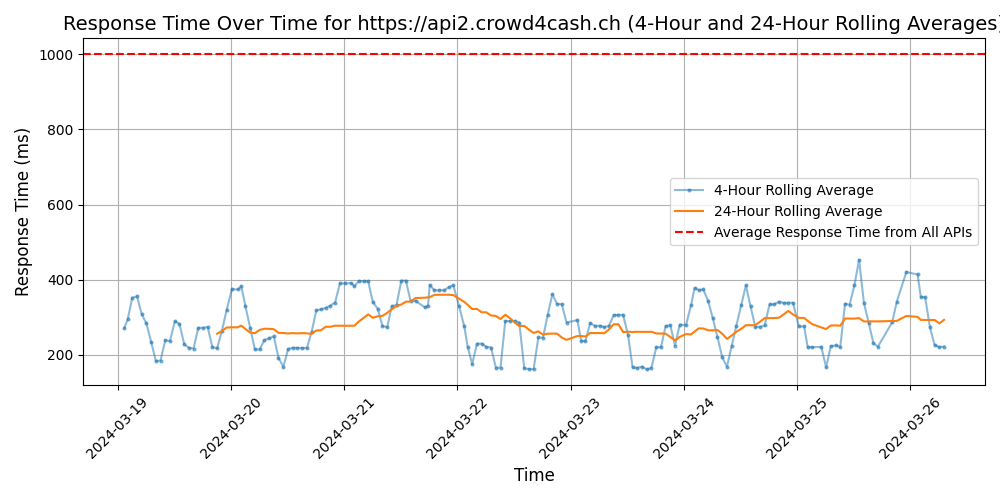 Response Time Over Time for https://api2.crowd4cash.ch (4-Hour and 24-Hour Rolling Averages)
Response Time (ms)
1000
800
600
400
200
4-Hour Rolling Average
24-Hour Rolling Average
Average Response Time from All APIs
2024-03-19
2024-03-20
2024-03-21
2024-03-22
2024-03-23
2024-03-24
2024-03-25
2024-03-26
Time